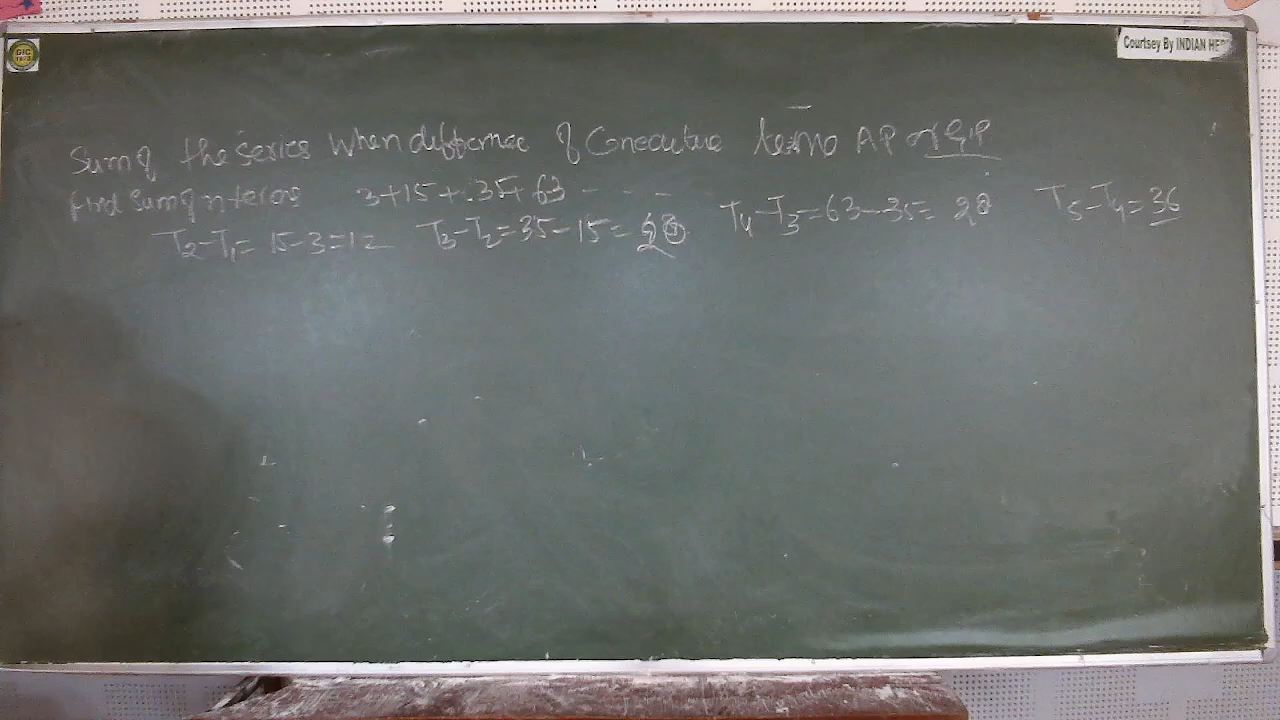 Courtsey By INDIAN HER
GIC
Sum of the series When difference of Consecutive terms AP or G.P
Find Sum of n terms 3+15+35+63 - - -
T2-T1= 15-3=12 T3-T2=35-15=20 T4-T3=63-35= 28 T5-T4=36